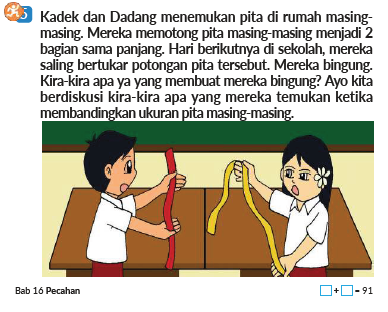 5
Kadek dan Dadang menemukan pita di rumah masing-
masing. Mereka memotong pita masing-masing menjadi 2
bagian sama panjang. Hari berikutnya di sekolah, mereka
saling bertukar potongan pita tersebut. Mereka bingung.
Kira-kira apa ya yang membuat mereka bingung? Ayo kita
berdiskusi kira-kira apa yang mereka temukan ketika
membandingkan ukuran pita masing-masing.
Bab 16 Pecahan
□ + □ = 91